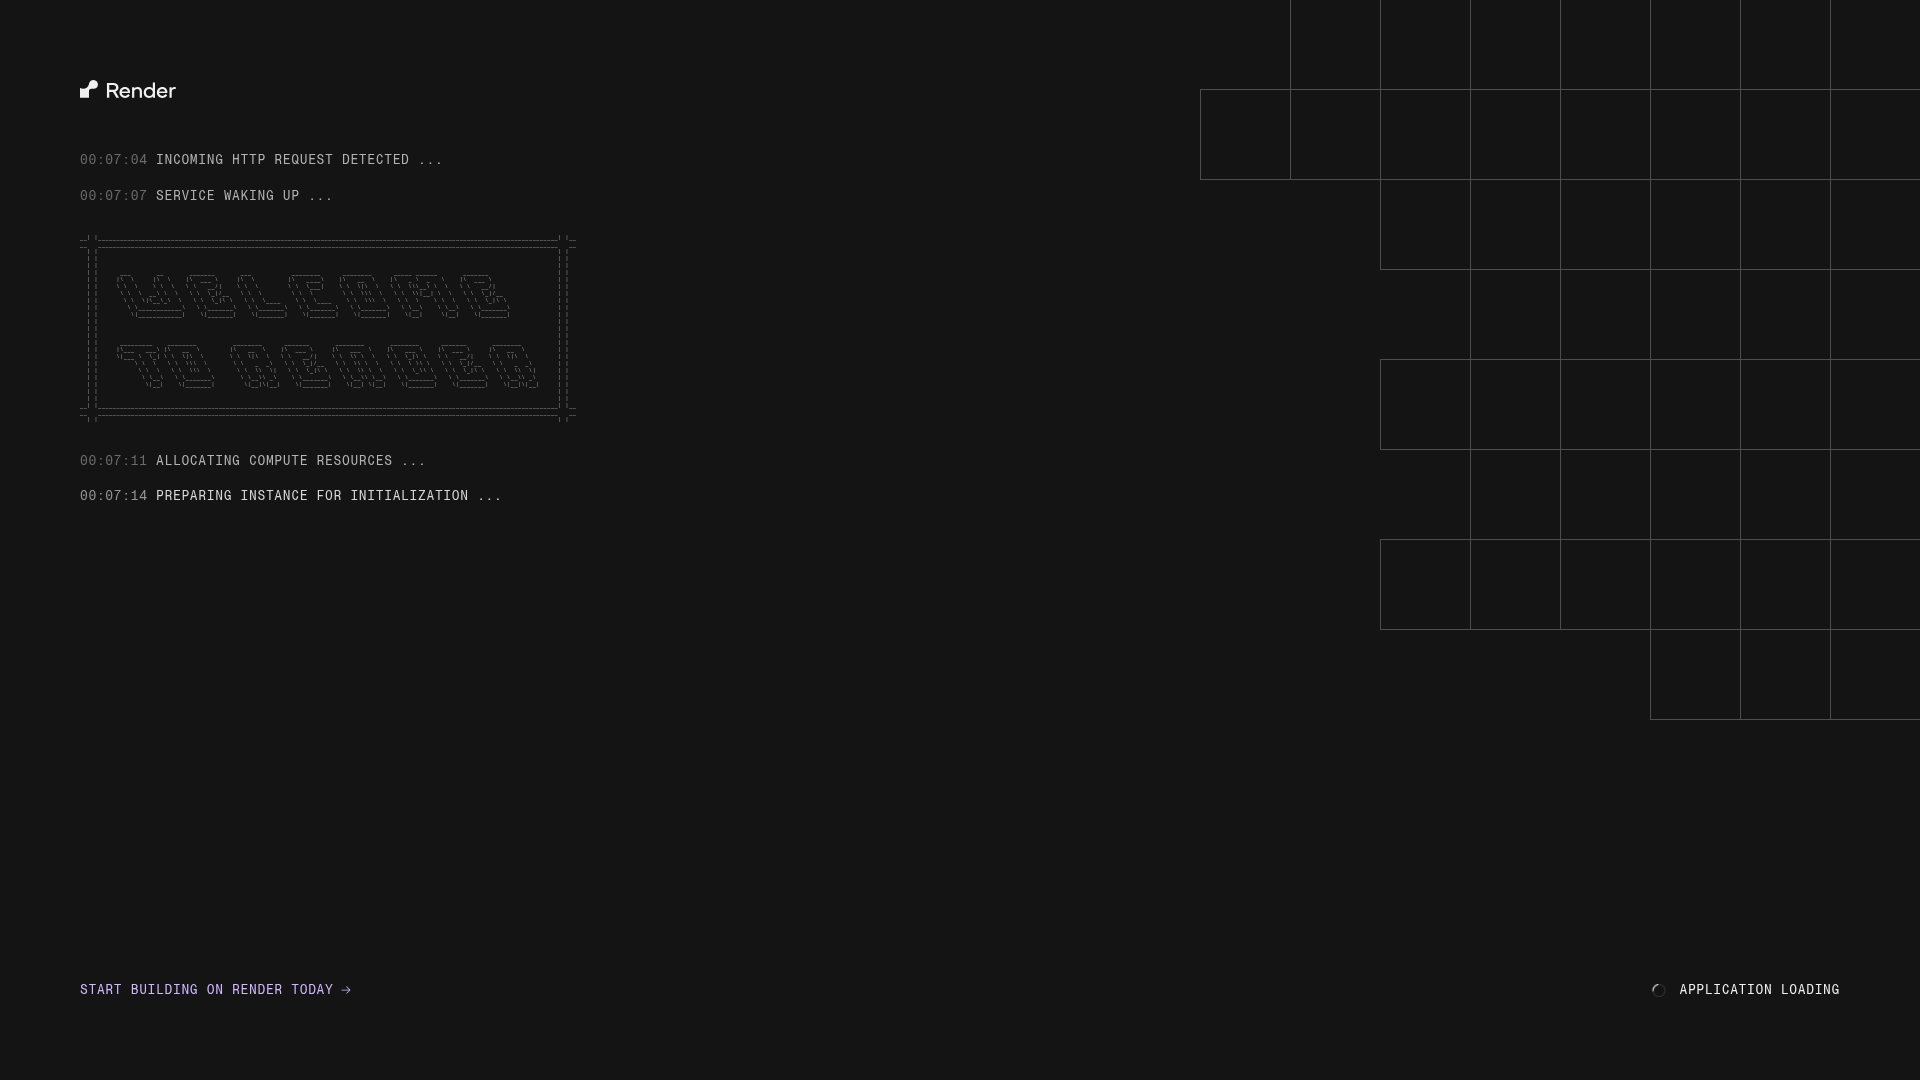 Render
00:07:04 INCOMING HTTP REQUEST DETECTED ...
00:07:07 SERVICE WAKING UP ...
WELCOME
TO RENDER
00:07:11 ALLOCATING COMPUTE RESOURCES ...
00:07:14 PREPARING INSTANCE FOR INITIALIZATION ...
START BUILDING ON RENDER TODAY →
APPLICATION LOADING